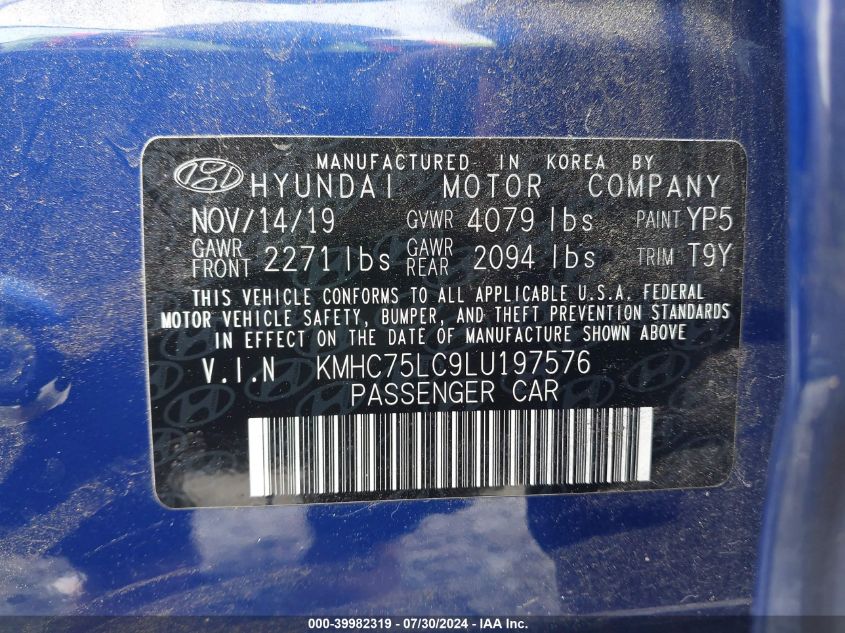 MANUFACTURED IN KOREA BY
HYUNDAI MOTOR COMPANY
NOV/14/19 GVWR 4079 lbs PAINT YP5
GAWR FRONT 2271 lbs GAWR REAR 2094 lbs TRIM T9Y
THIS VEHICLE CONFORMS TO ALL APPLICABLE U.S.A. FEDERAL
MOTOR VEHICLE SAFETY, BUMPER, AND THEFT PREVENTION STANDARDS
IN EFFECT ON THE DATE OF MANUFACTURE SHOWN ABOVE
V.I.N KMHC75LC9LU197576
PASSENGER CAR
000-39982319 / 07/30/2024 - © IAA Inc.